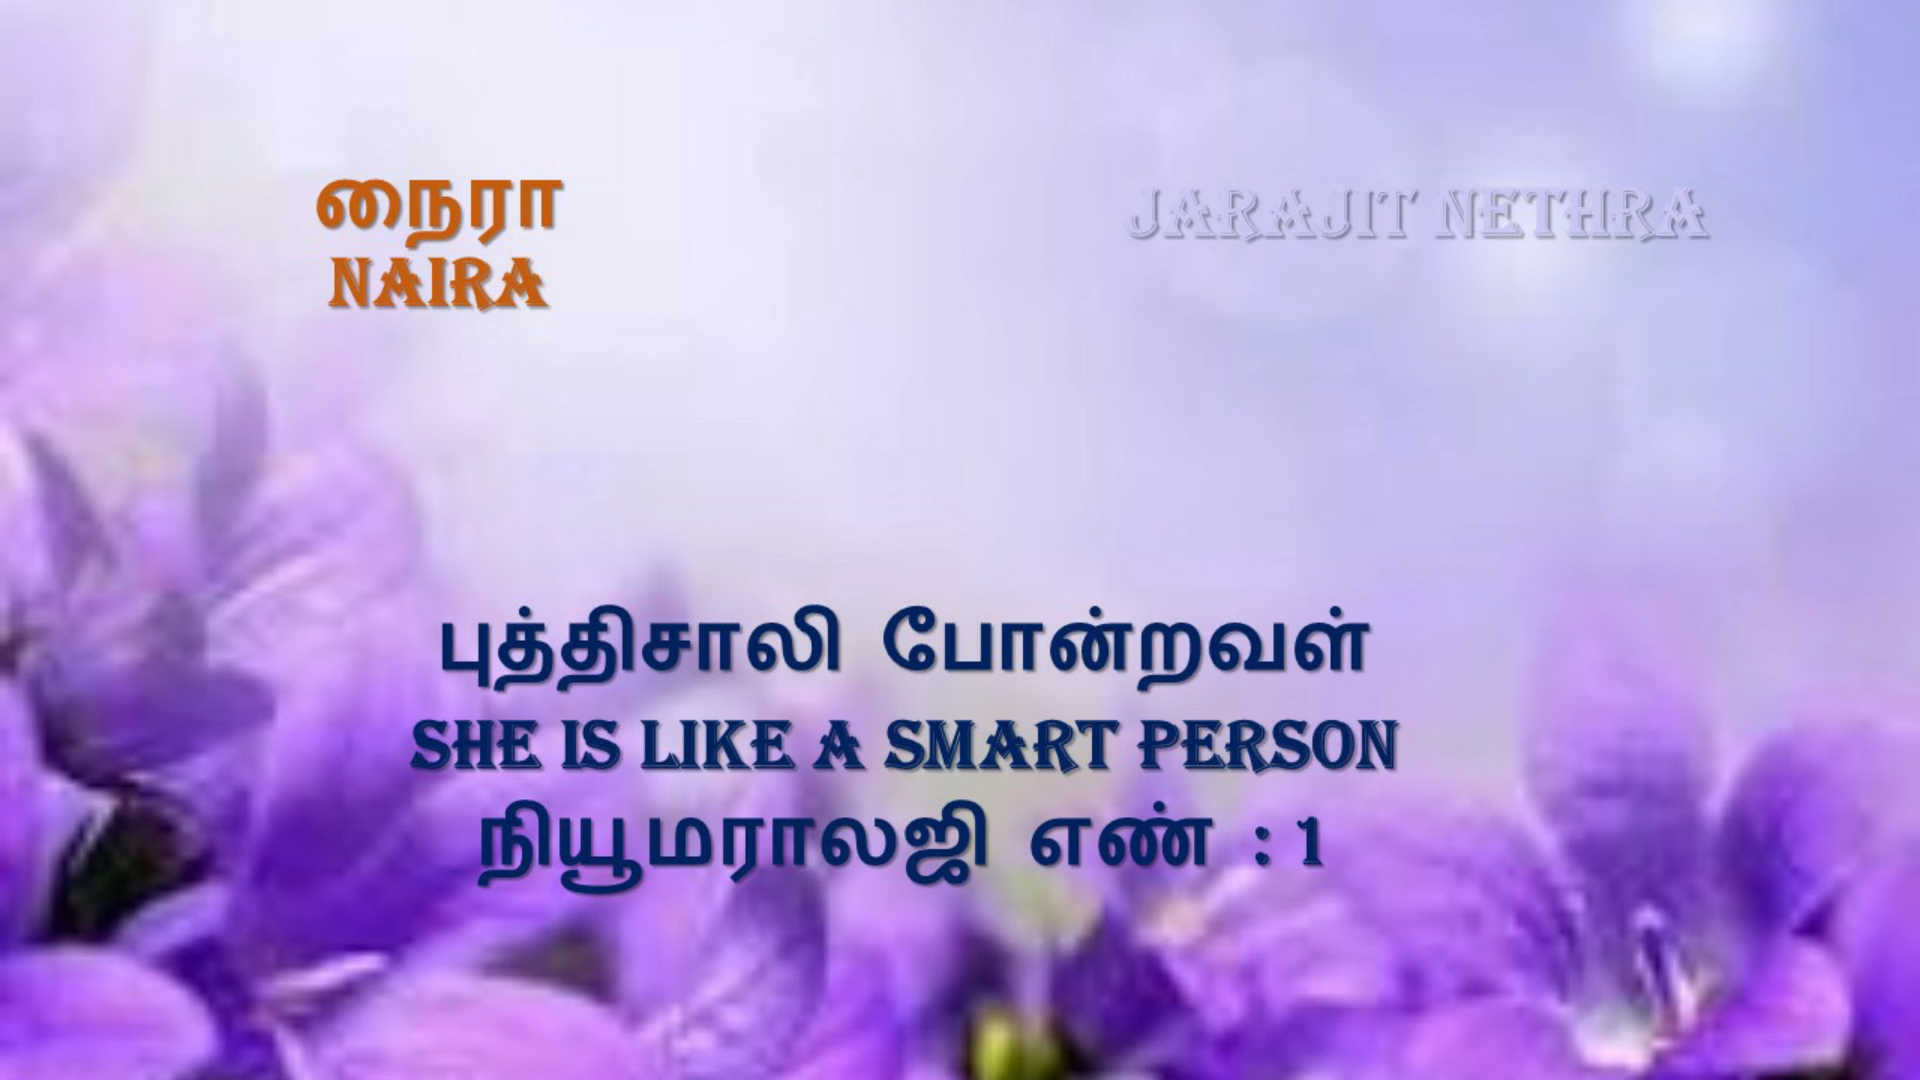 நைரா
NAIRA
JARAJIT NETHRA
புத்திசாலி போன்றவள்
SHE IS LIKE A SMART PERSON
நியூமராலஜி எண் : 1